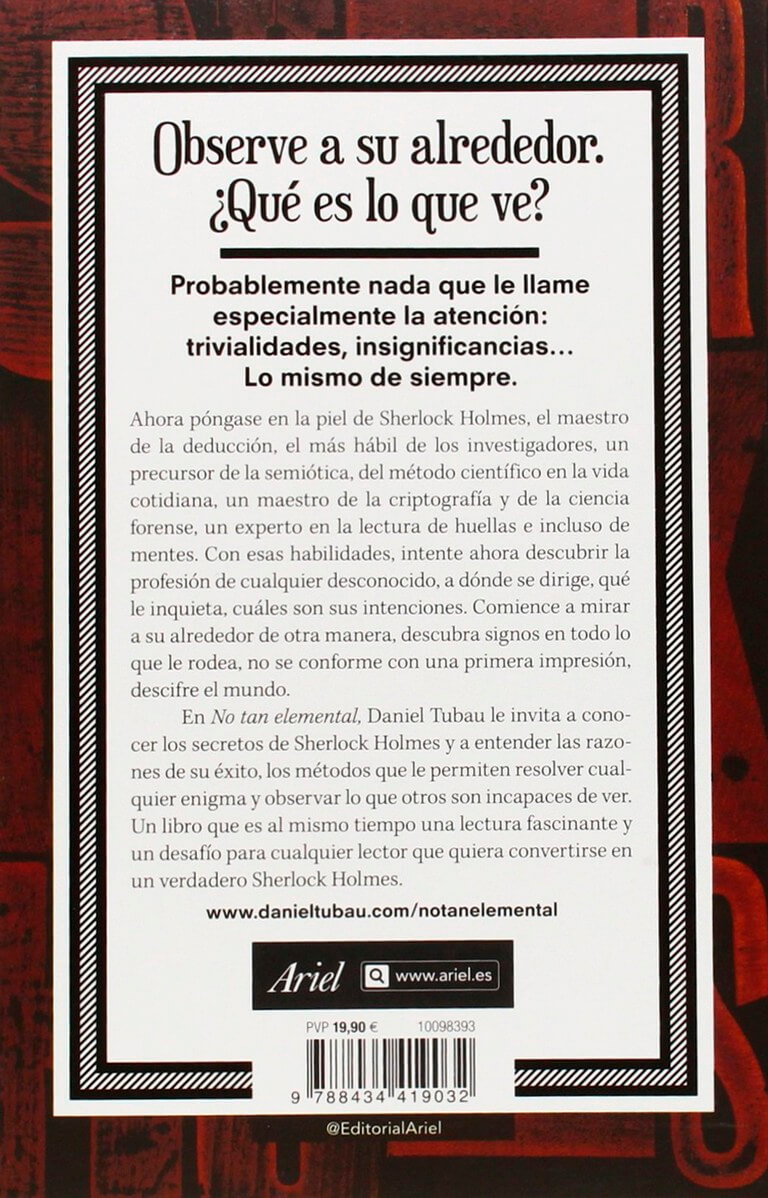 Observe a su alrededor.
¿Qué es lo que ve?
Probablemente nada que le llame
especialmente la atención:
trivialidades, insignificancias...
Lo mismo de siempre.
Ahora póngase en la piel de Sherlock Holmes, el maestro
de la deducción, el más hábil de los investigadores, un
precursor de la semiótica, del método científico en la vida
cotidiana, un maestro de la criptografía y de la ciencia
forense, un experto en la lectura de huellas e incluso de
mentes. Con esas habilidades, intente ahora descubrir la
profesión de cualquier desconocido, a dónde se dirige, qué
le inquieta, cuáles son sus intenciones. Comience a mirar
a su alrededor de otra manera, descubra signos en todo lo
que le rodea, no se conforme con una primera impresión,
descifre el mundo.
En No tan elemental, Daniel Tubau le invita a cono-
cer los secretos de Sherlock Holmes y a entender las razo-
nes de su éxito, los métodos que le permiten resolver cual-
quier enigma y observar lo que otros son incapaces de ver.
Un libro que es al mismo tiempo una lectura fascinante y
un desafío para cualquier lector que quiera convertirse en
un verdadero Sherlock Holmes.
www.danieltubau.com/notanelemental
Ariel www.ariel.es
PVP 19,90 € 10098393
9 788434 419032
@EditorialAriel